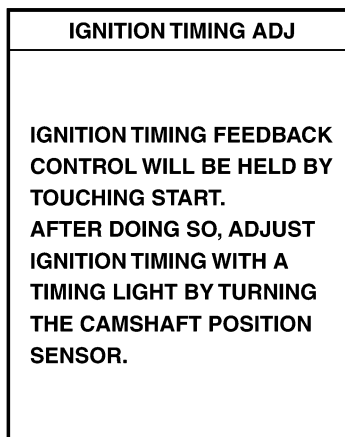 IGNITION TIMING ADJ
IGNITION TIMING FEEDBACK
CONTROL WILL BE HELD BY
TOUCHING START.
AFTER DOING SO, ADJUST
IGNITION TIMING WITH A
TIMING LIGHT BY TURNING
THE CAMSHAFT POSITION
SENSOR.